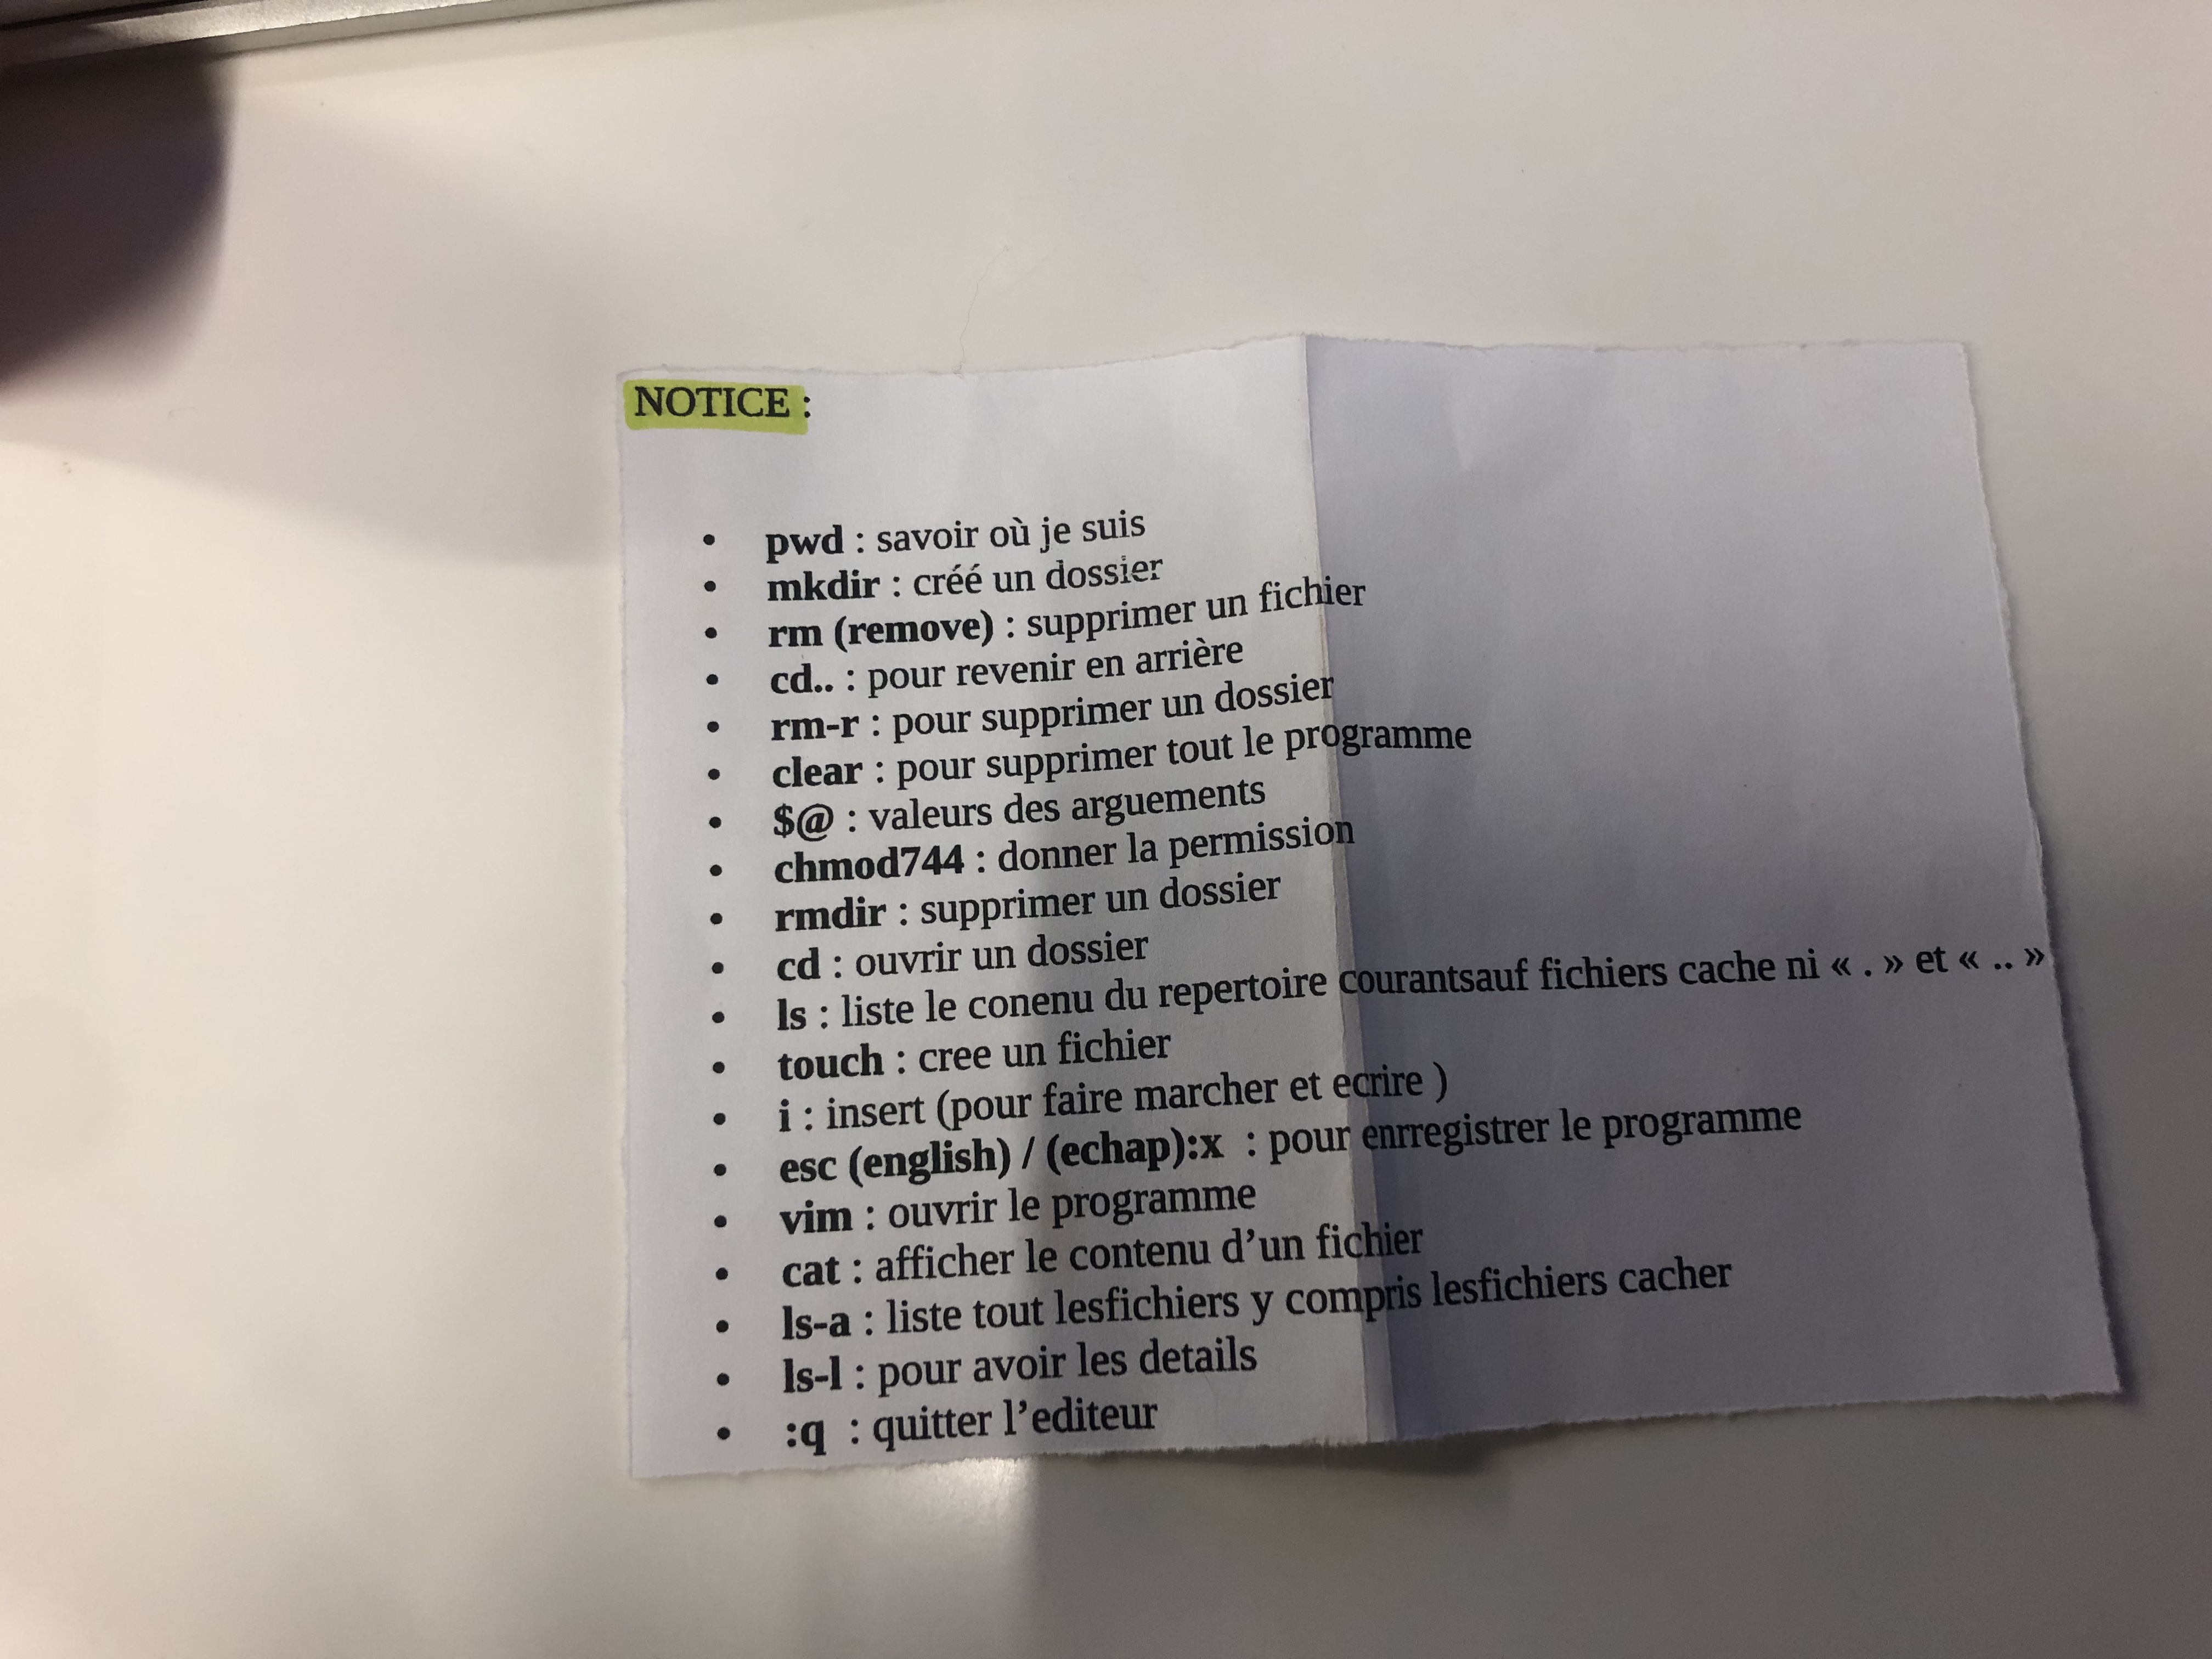 NOTICE :
• pwd : savoir où je suis
• mkdir : créé un dossier
• rm (remove) : supprimer un fichier
• cd.. : pour revenir en arrière
• rm-r : pour supprimer un dossier
• clear : pour supprimer tout le programme
• $@ : valeurs des arguements
• chmod744 : donner la permission
• rmdir : supprimer un dossier
• cd : ouvrir un dossier
• ls : liste le conenu du repertoire courantsauf fichiers cache ni « . » et « .. »
• touch : cree un fichier
• i : insert (pour faire marcher et ecrire )
• esc (english) / (echap):x : pour enrregistrer le programme
• vim : ouvrir le programme
• cat : afficher le contenu d'un fichier
• ls-a : liste tout lesfichiers y compris lesfichiers cacher
• ls-l : pour avoir les details
• :q : quitter l'editeur